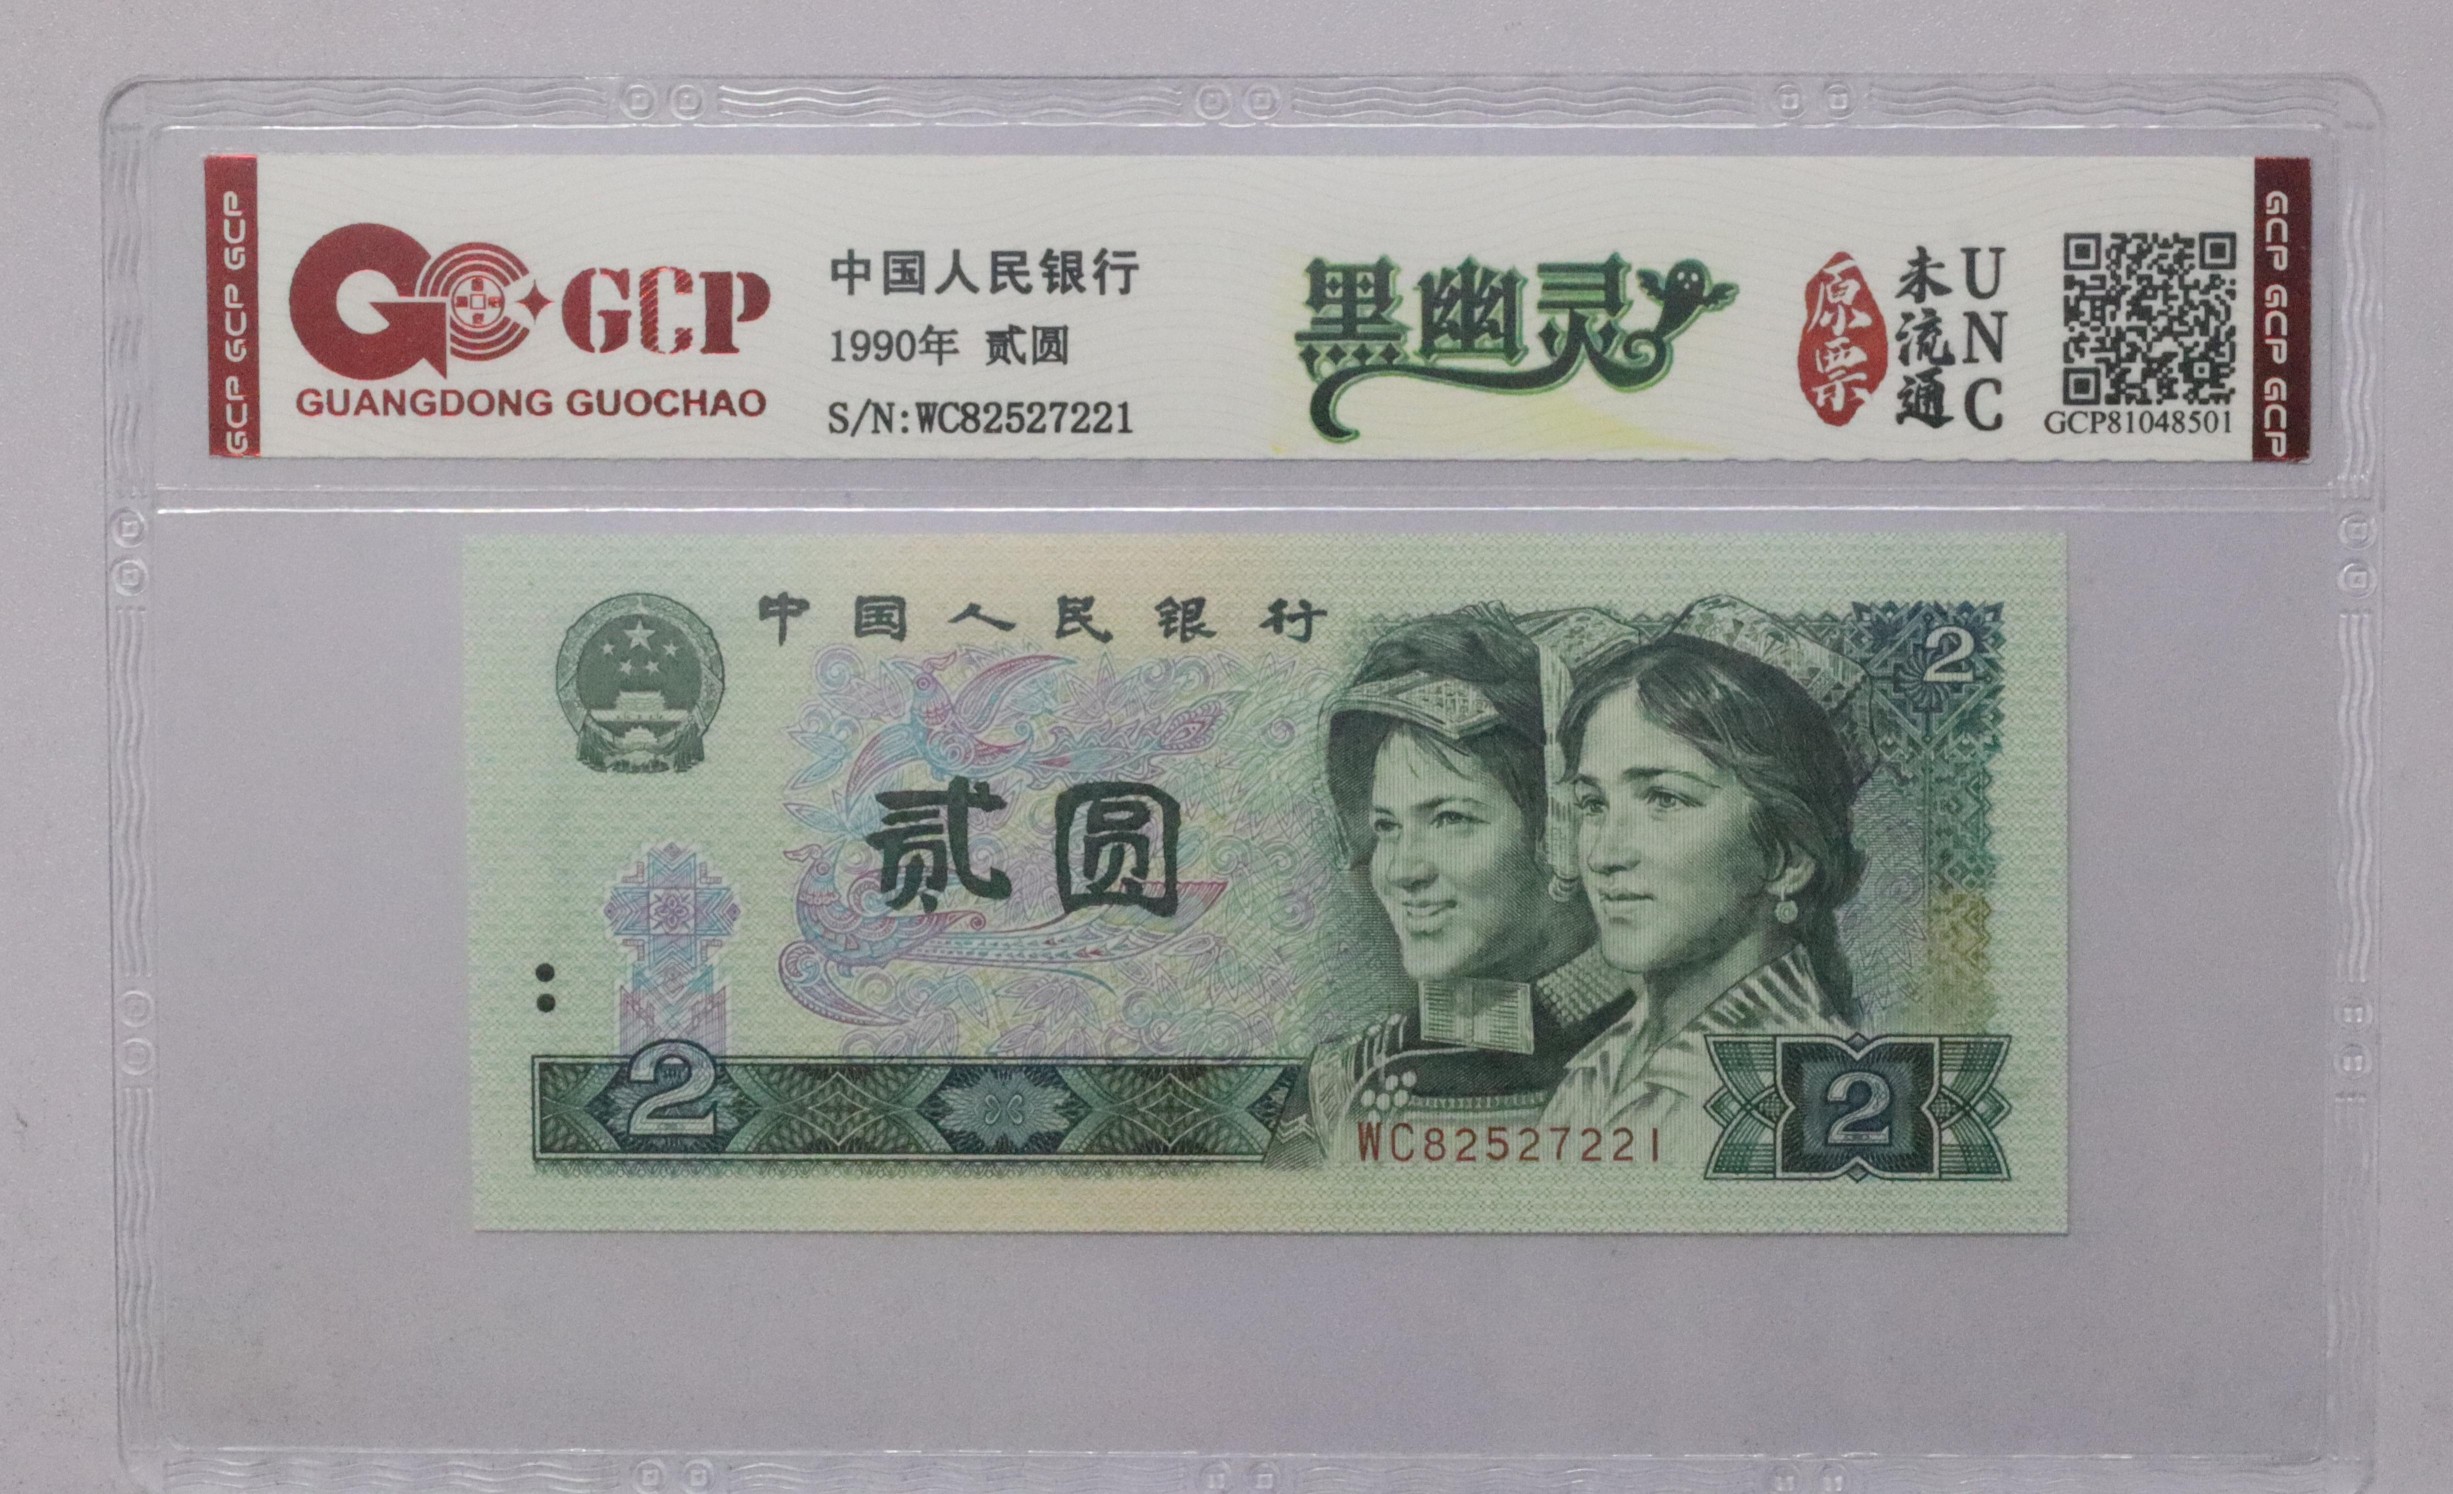 GCP GCP GCP
GCP
GUANGDONG GUOCHAO
中国人民银行
1990年 贰圆
S/N:WC82527221
黑幽灵
原票
未流通
UNC
GCP81048501
GCP GCP GCP
中国人民银行
2
贰圆
2
WC82527221
2